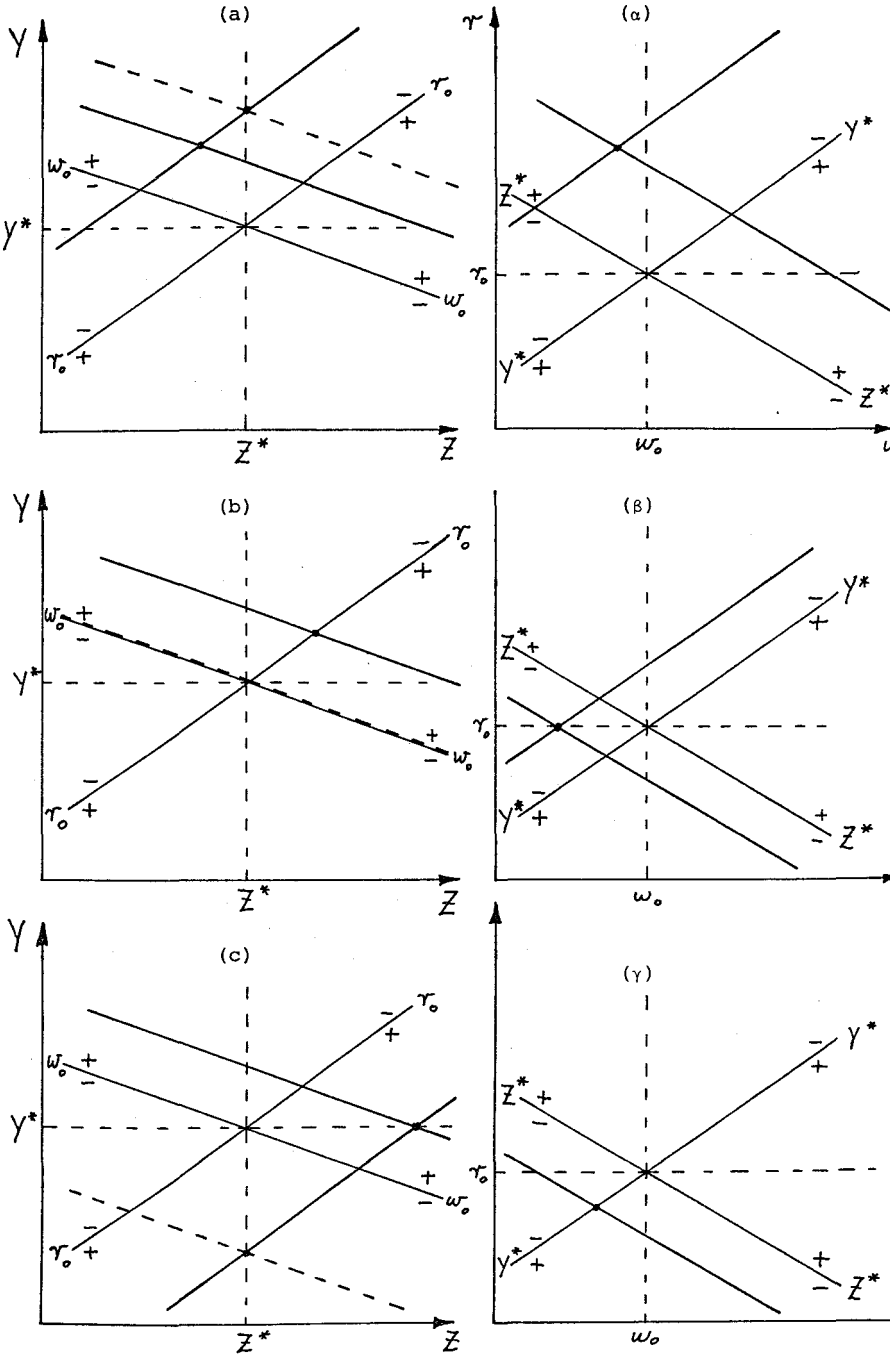 (a)
Y
r₀
− +
w₀
+ −
Y*
+ −
w₀
− +
r₀
Z*
Z
(α)
r
Y*
− +
Z*
+ −
r₀
− +
Y*
+ −
Z*
w₀
(b)
Y
r₀
− +
w₀
+ −
Y*
+ −
w₀
− +
r₀
Z*
Z
(β)
Y*
− +
Z*
+ −
r₀
− +
Y*
+ −
Z*
w₀
(c)
Y
r₀
− +
w₀
+ −
Y*
+ −
w₀
− +
r₀
Z*
Z
(γ)
Y*
− +
Z*
+ −
r₀
− +
Y*
+ −
Z*
w₀